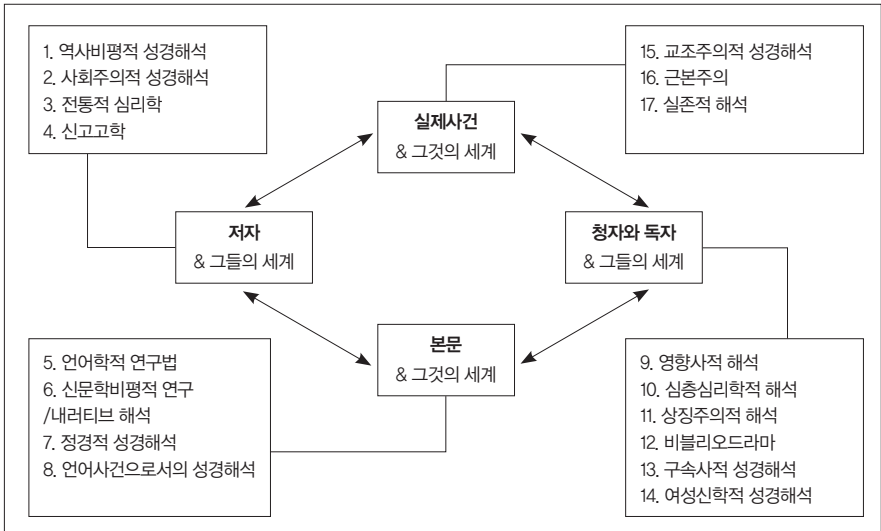 1. 역사비평적 성경해석
2. 사회주의적 성경해석
3. 전통적 심리학
4. 신고고학
15. 교조주의적 성경해석
16. 근본주의
17. 실존적 해석
실제사건
& 그것의 세계
저자
& 그들의 세계
청자와 독자
& 그들의 세계
본문
& 그것의 세계
5. 언어학적 연구법
6. 신문학비평적 연구
/내러티브 해석
7. 정경적 성경해석
8. 언어사건으로서의 성경해석
9. 영향사적 해석
10. 심층심리학적 해석
11. 상징주의적 해석
12. 비블리오드라마
13. 구속사적 성경해석
14. 여성신학적 성경해석